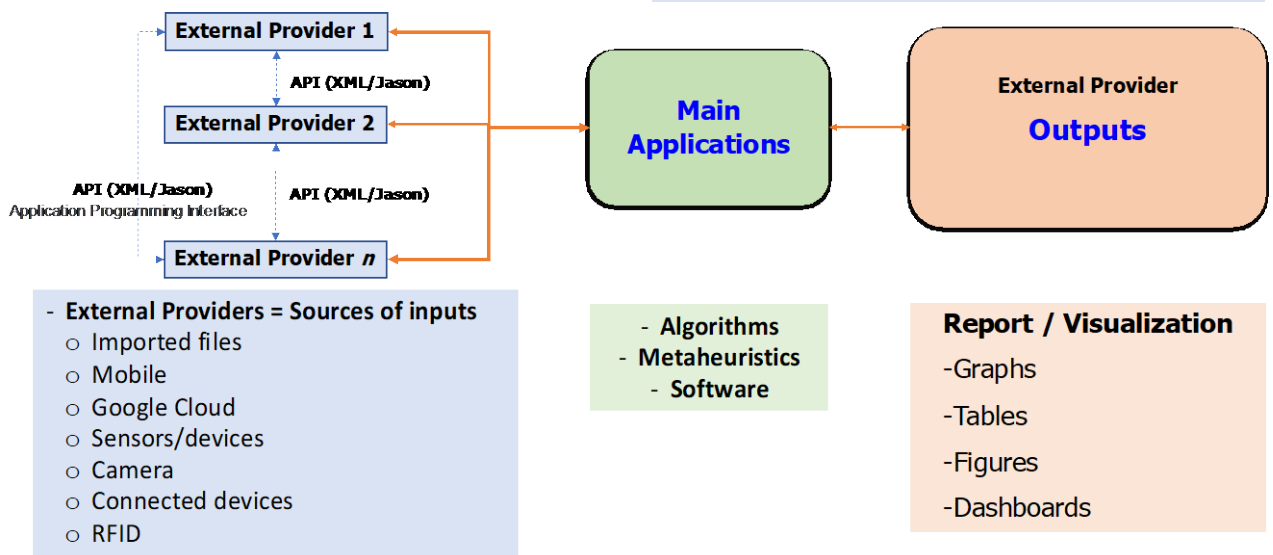 External Provider 1
API (XML/Jason)
External Provider 2
API (XML/Jason)
Application Programming Interface
API (XML/Jason)
External Provider n
Main
Applications
External Provider
Outputs
- External Providers = Sources of inputs
o Imported files
o Mobile
o Google Cloud
o Sensors/devices
o Camera
o Connected devices
o RFID
- Algorithms
- Metaheuristics
- Software
Report / Visualization
-Graphs
-Tables
-Figures
-Dashboards